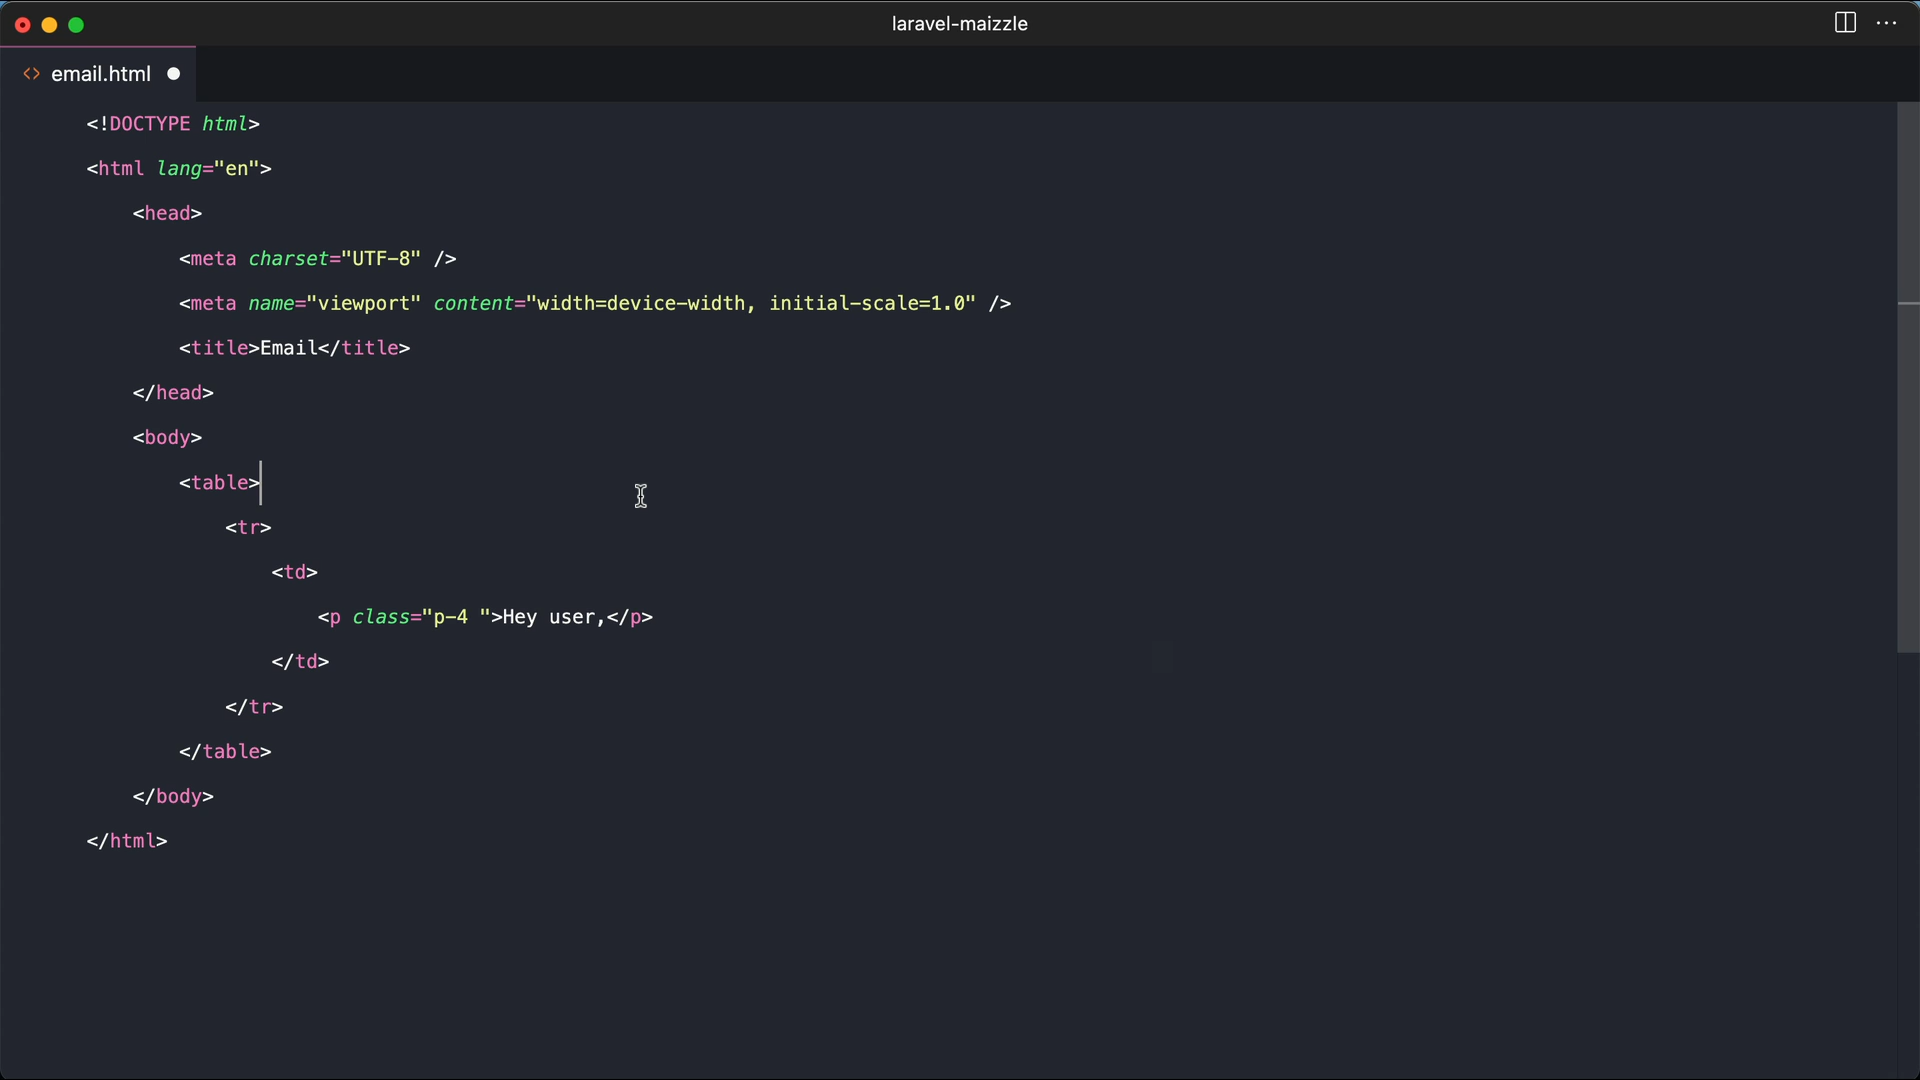 laravel-maizzle
<> email.html
<!DOCTYPE html>
<html lang="en">
<head>
<meta charset="UTF-8" />
<meta name="viewport" content="width=device-width, initial-scale=1.0" />
<title>Email</title>
</head>
<body>
<table>
<tr>
<td>
<p class="p-4 ">Hey user,</p>
</td>
</tr>
</table>
</body>
</html>